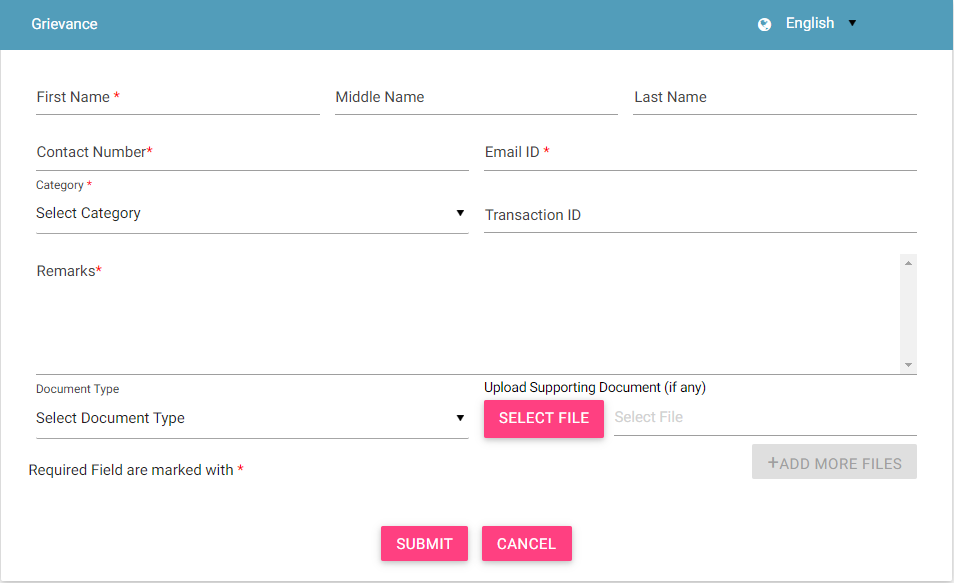 Grievance
English
First Name *
Middle Name
Last Name
Contact Number*
Email ID *
Category *
Select Category
Transaction ID
Remarks*
Document Type
Upload Supporting Document (if any)
Select Document Type
SELECT FILE
Select File
Required Field are marked with *
+ADD MORE FILES
SUBMIT
CANCEL